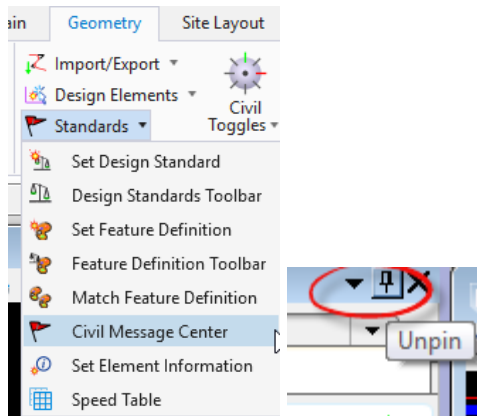 ain Geometry Site Layout
Import/Export
Design Elements
Civil
Standards Toggles
Set Design Standard
Design Standards Toolbar
Set Feature Definition
Feature Definition Toolbar
Match Feature Definition
Civil Message Center
Unpin
Set Element Information
Speed Table